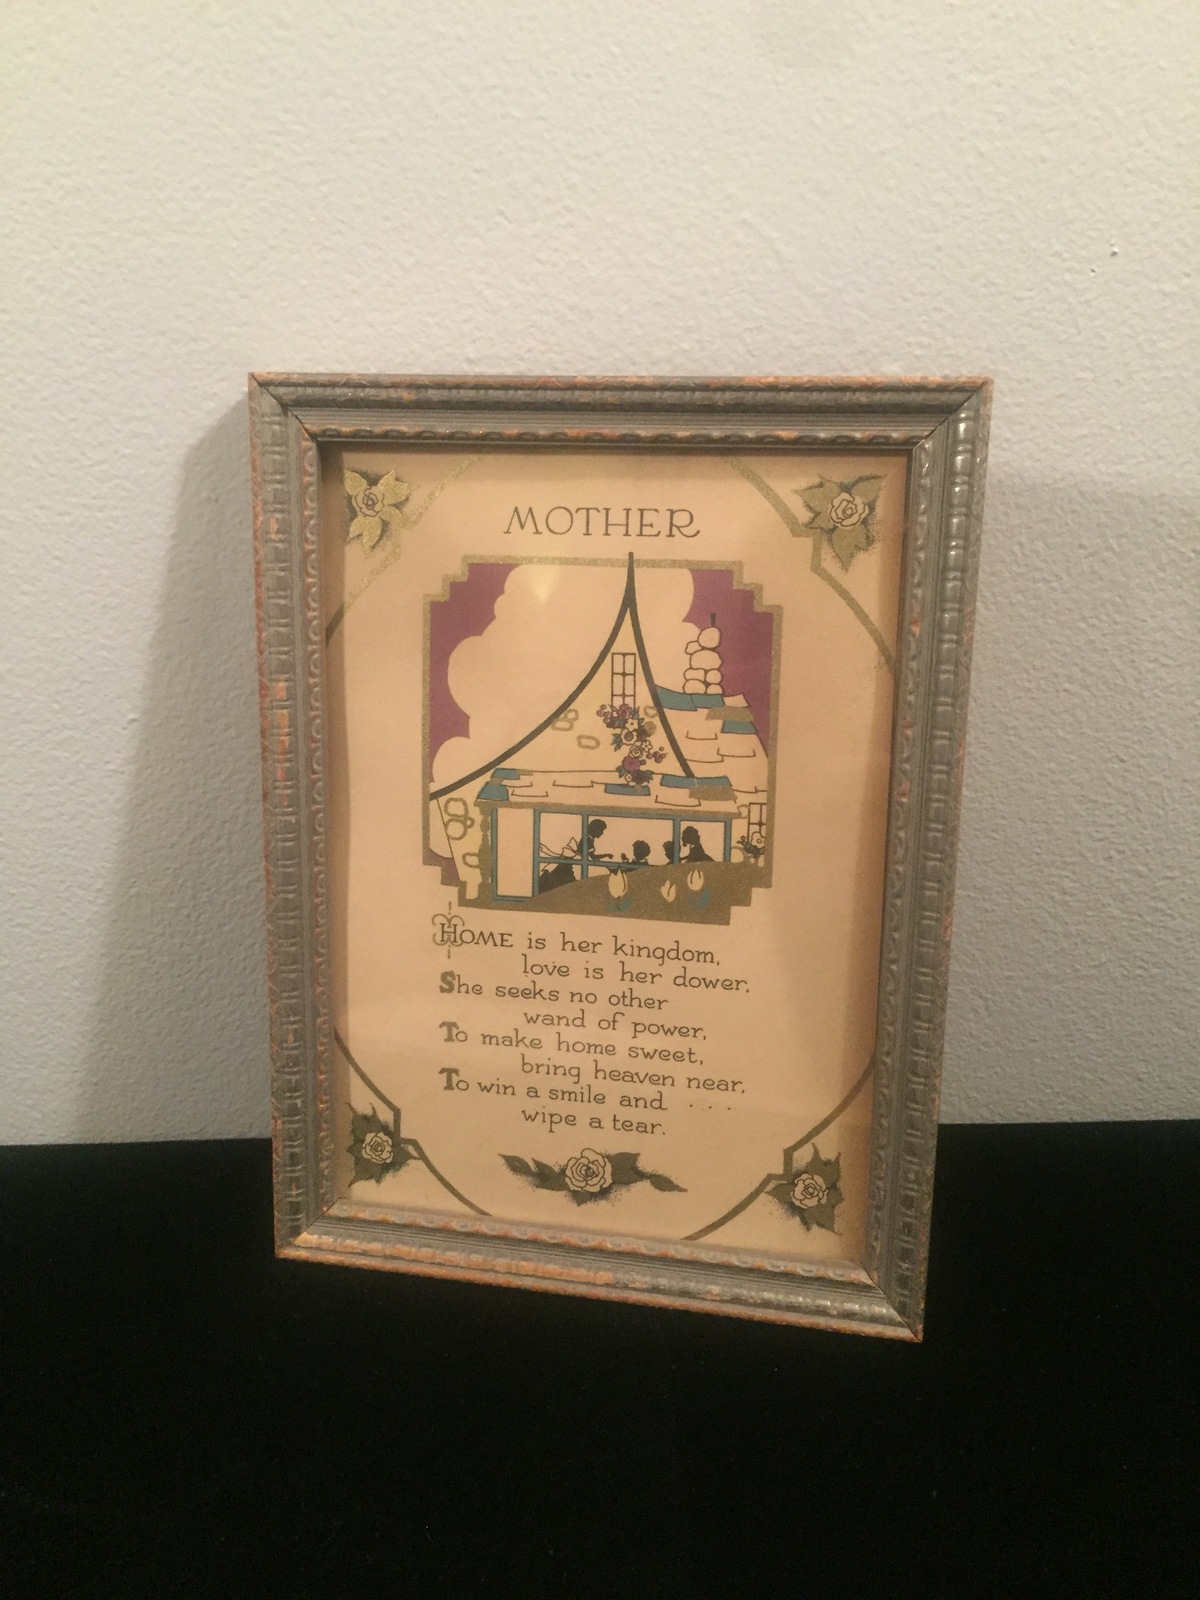 MOTHER
HOME is her kingdom,
love is her dower,
She seeks no other
wand of power,
To make home sweet,
bring heaven near,
To win a smile and ....
wipe a tear.